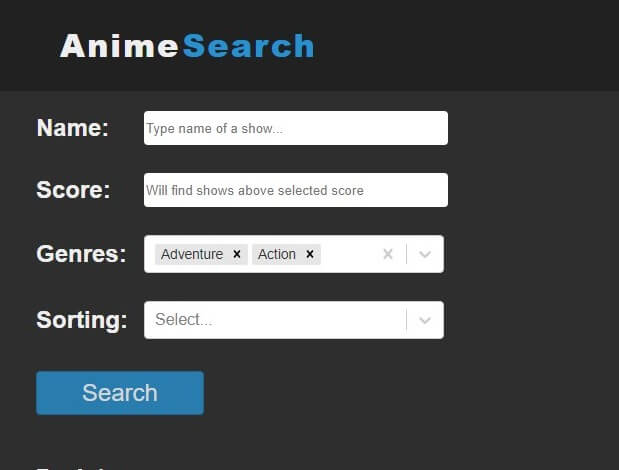 AnimeSearch
Name: Type name of a show...
Score: Will find shows above selected score
Genres: Adventure × Action ×
Sorting: Select...
Search